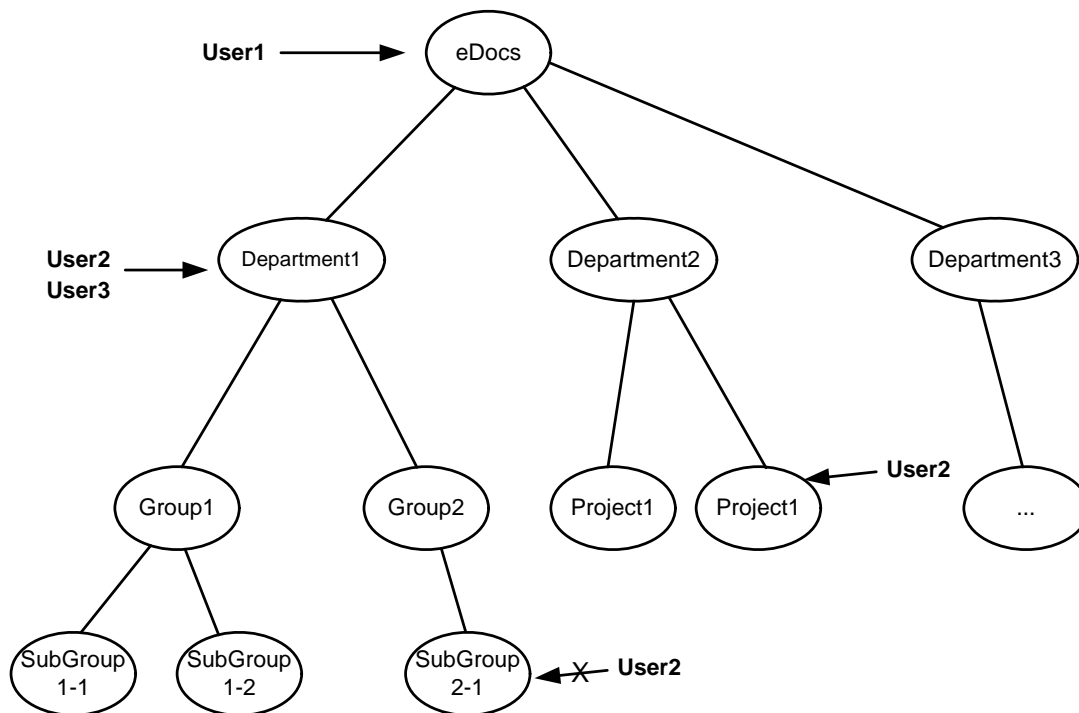 User1
eDocs
User2
User3
Department1
Department2
Department3
Group1
Group2
Project1
Project1
User2
...
SubGroup
1-1
SubGroup
1-2
SubGroup
2-1
X
User2